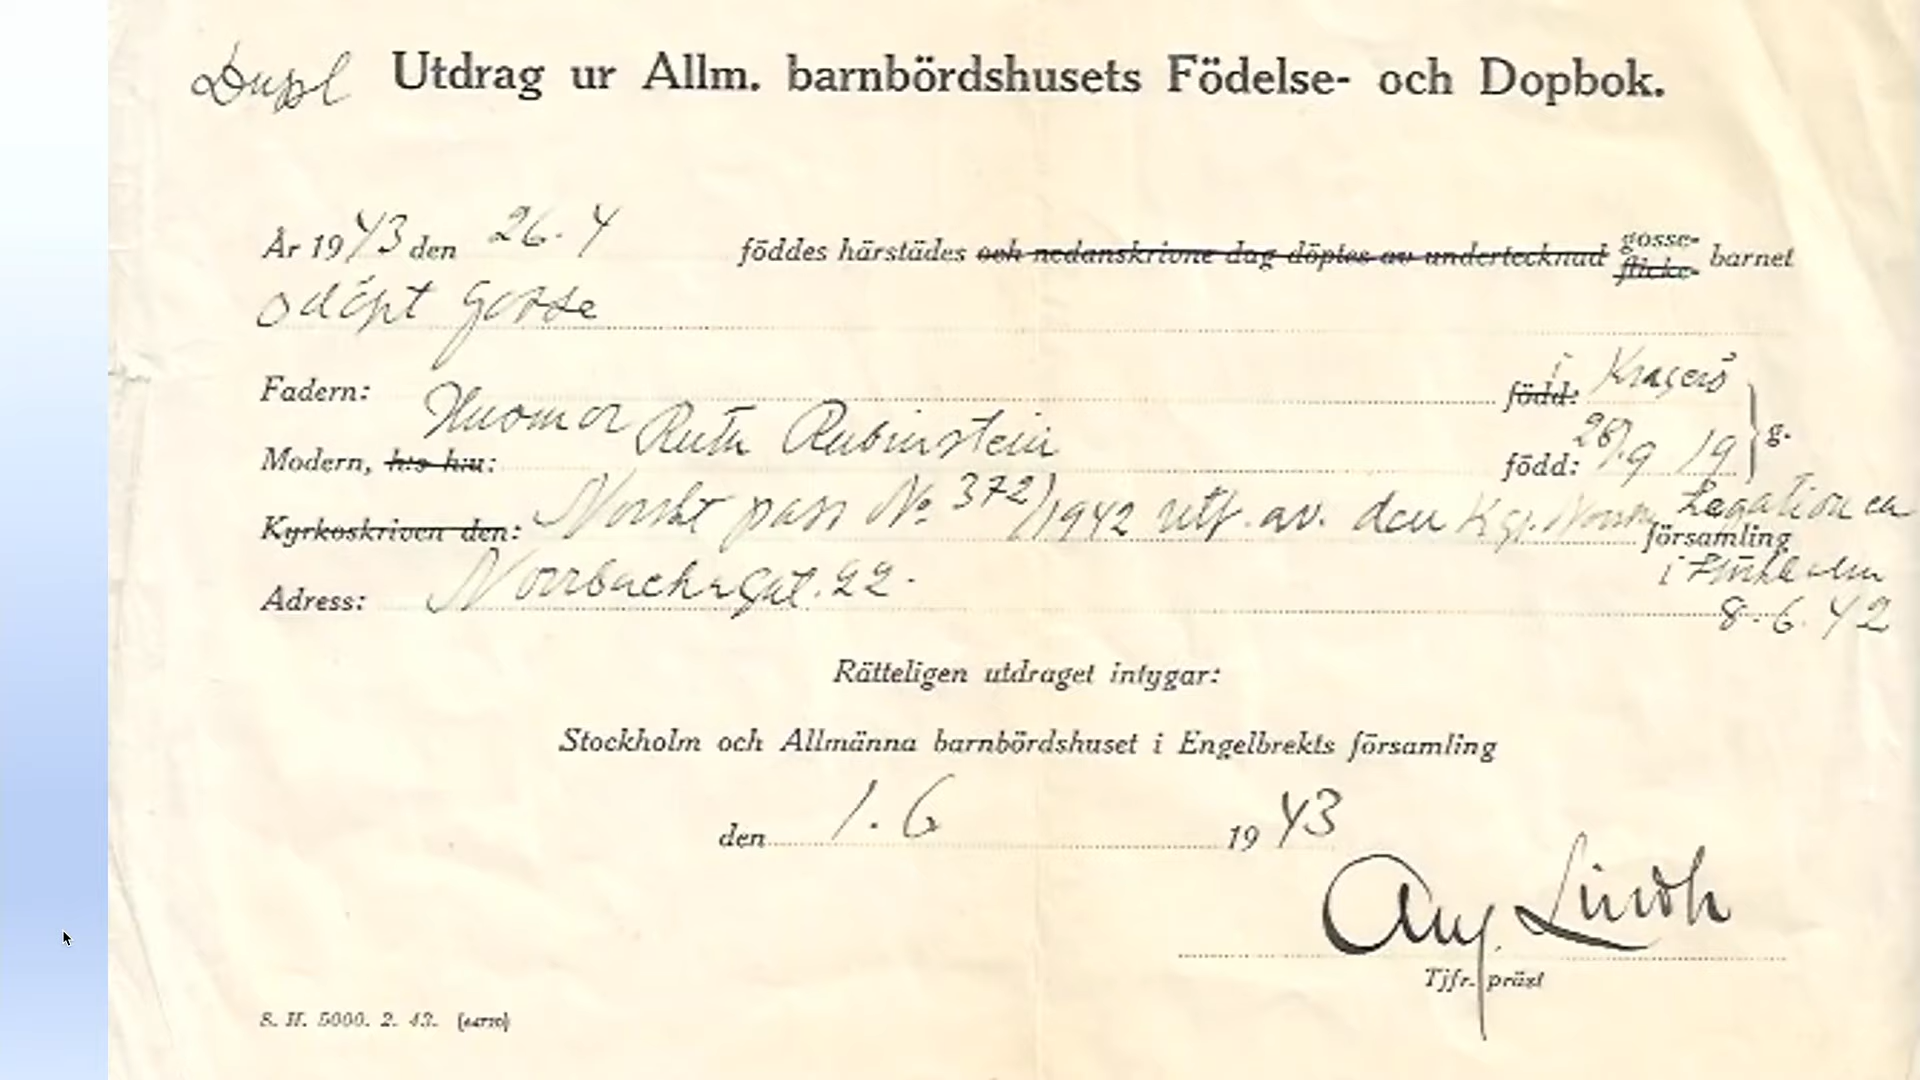 Dupl Utdrag ur Allm. barnbördshusets Födelse- och Dopbok.
År 1943 den 26.4 föddes härstädes och nedanskrivne dag döptes av undertecknad gosse- flicke- barnet
odöpt gosse
Fadern: född: i Kragerö
Modern, h:s h:u: Ruth Rubinstein född: 28/9 19 g.
Kyrkoskriven den: Norskt pass No 372/1942 utf. av. den Kgl. Norska Legationen församling
i Stockholm
Adress: Norrbackagat. 22. 8.6.42
Rätteligen utdraget intygar:
Stockholm och Allmänna barnbördshuset i Engelbrekts församling
den 1.6 1943
Aug. Lindh
Tjfr. präst
S. H. 5000. 2. 43.